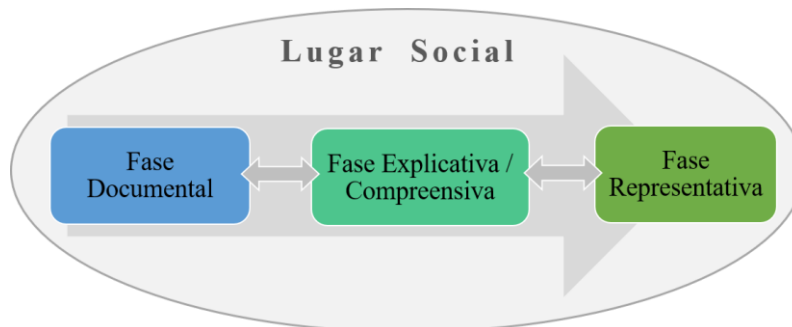 Lugar Social
Fase
Documental
Fase Explicativa /
Compreensiva
Fase
Representativa